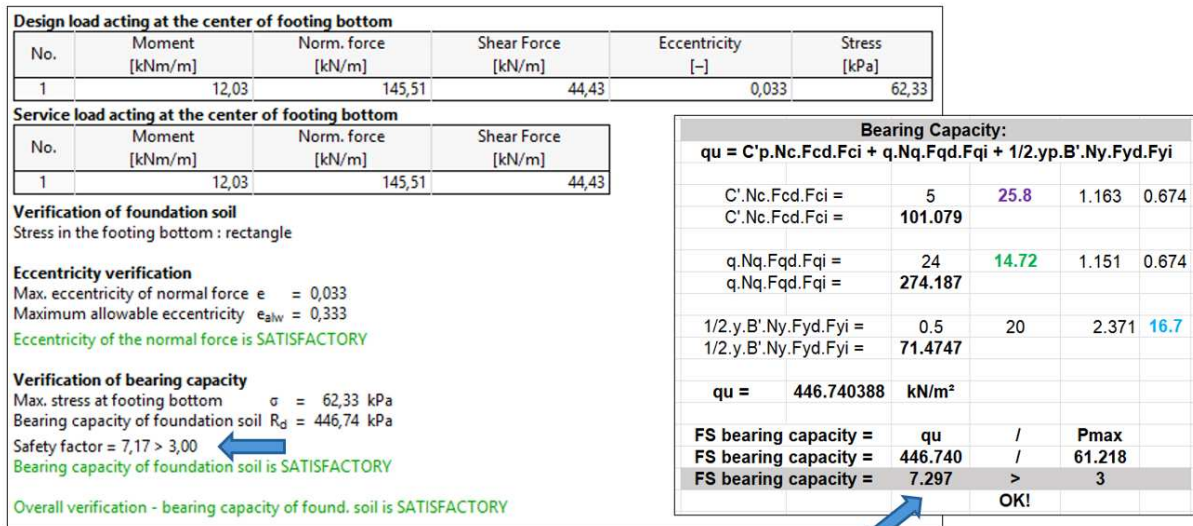 Design load acting at the center of footing bottom
No. Moment Norm. force Shear Force Eccentricity Stress
[kNm/m] [kN/m] [kN/m] [–] [kPa]
1 12,03 145,51 44,43 0,033 62,33
Service load acting at the center of footing bottom
No. Moment Norm. force Shear Force
[kNm/m] [kN/m] [kN/m]
1 12,03 145,51 44,43
Verification of foundation soil
Stress in the footing bottom : rectangle
Eccentricity verification
Max. eccentricity of normal force e = 0,033
Maximum allowable eccentricity ealw = 0,333
Eccentricity of the normal force is SATISFACTORY
Verification of bearing capacity
Max. stress at footing bottom σ = 62,33 kPa
Bearing capacity of foundation soil Rd = 446,74 kPa
Safety factor = 7,17 > 3,00
Bearing capacity of foundation soil is SATISFACTORY
Overall verification - bearing capacity of found. soil is SATISFACTORY
Bearing Capacity:
qu = C'p.Nc.Fcd.Fci + q.Nq.Fqd.Fqi + 1/2.yp.B'.Ny.Fyd.Fyi
C'.Nc.Fcd.Fci = 5 25.8 1.163 0.674
C'.Nc.Fcd.Fci = 101.079
q.Nq.Fqd.Fqi = 24 14.72 1.151 0.674
q.Nq.Fqd.Fqi = 274.187
1/2.y.B'.Ny.Fyd.Fyi = 0.5 20 2.371 16.7
1/2.y.B'.Ny.Fyd.Fyi = 71.4747
qu = 446.740388 kN/m²
FS bearing capacity = qu / Pmax
FS bearing capacity = 446.740 / 61.218
FS bearing capacity = 7.297 > 3
OK!